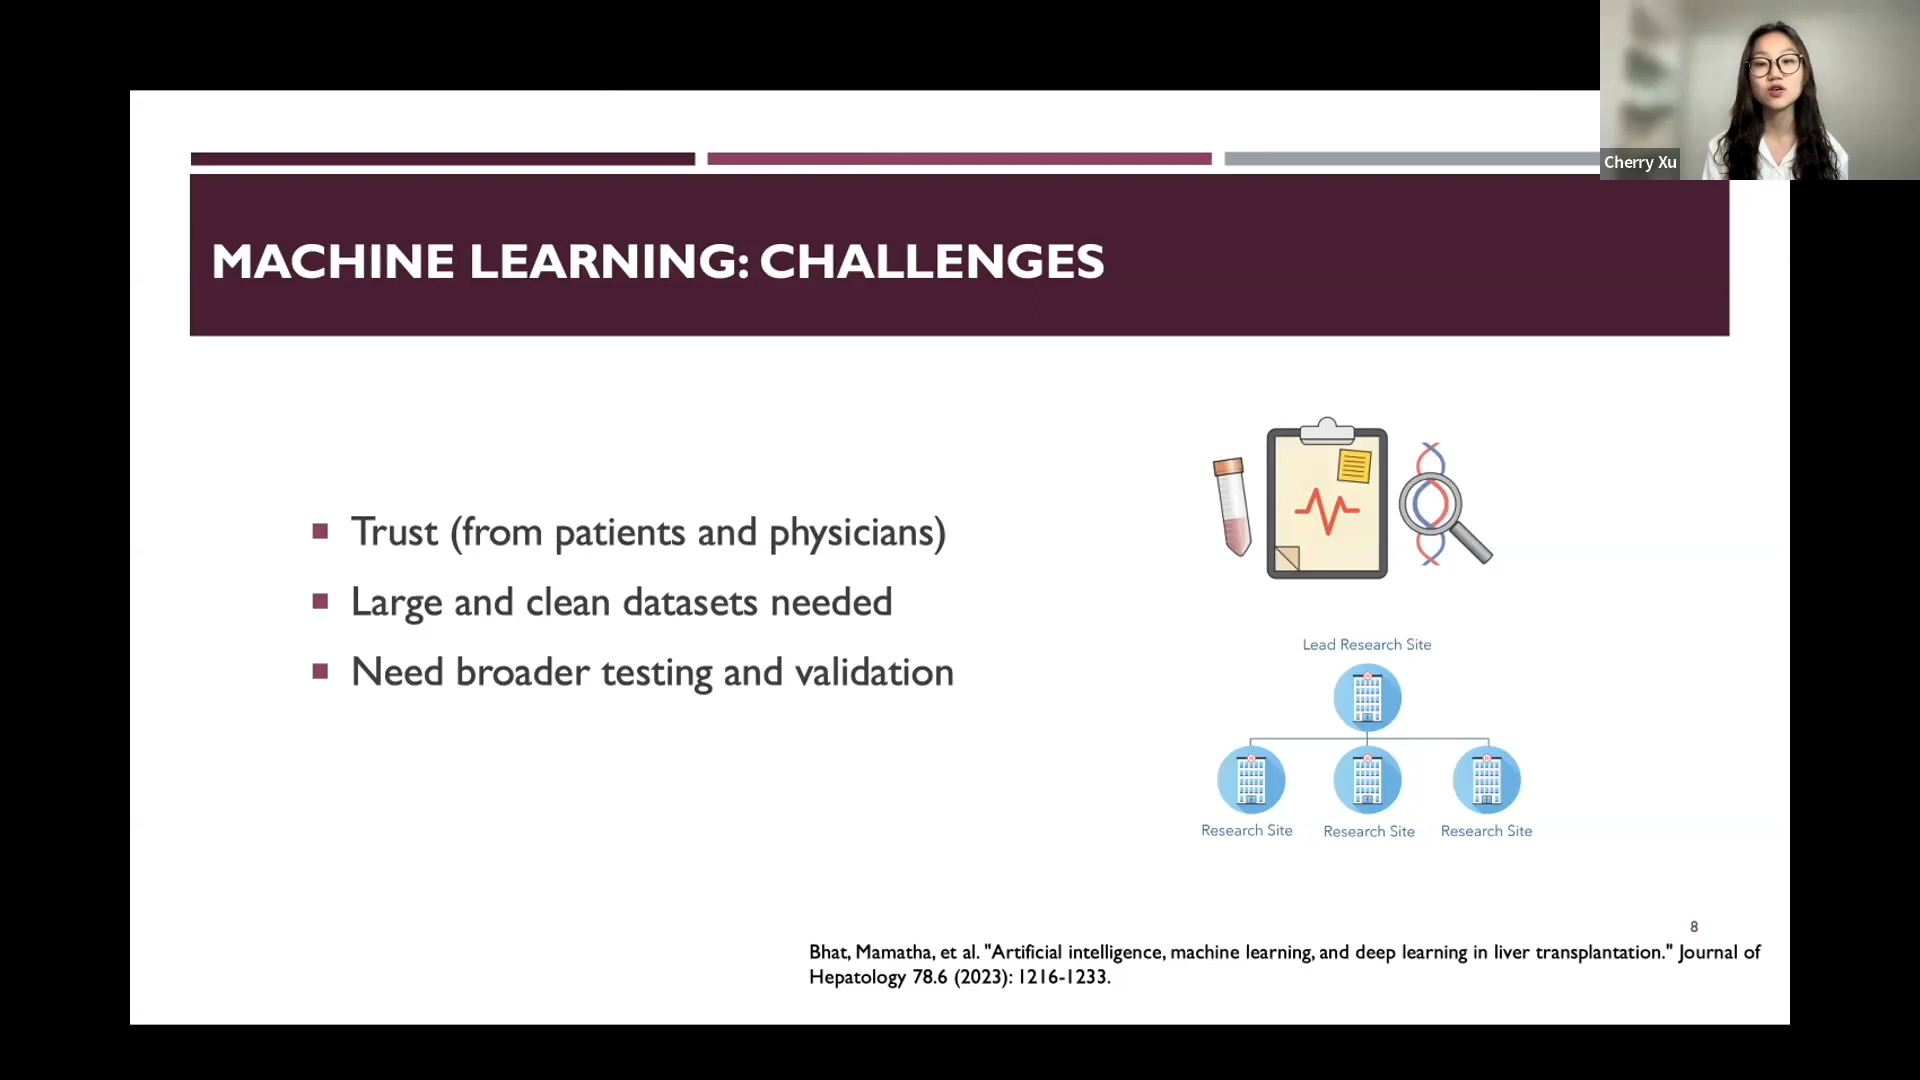 Cherry Xu
MACHINE LEARNING: CHALLENGES
Trust (from patients and physicians)
Large and clean datasets needed
Need broader testing and validation
Lead Research Site
Research Site Research Site Research Site
8
Bhat, Mamatha, et al. "Artificial intelligence, machine learning, and deep learning in liver transplantation." Journal of
Hepatology 78.6 (2023): 1216-1233.